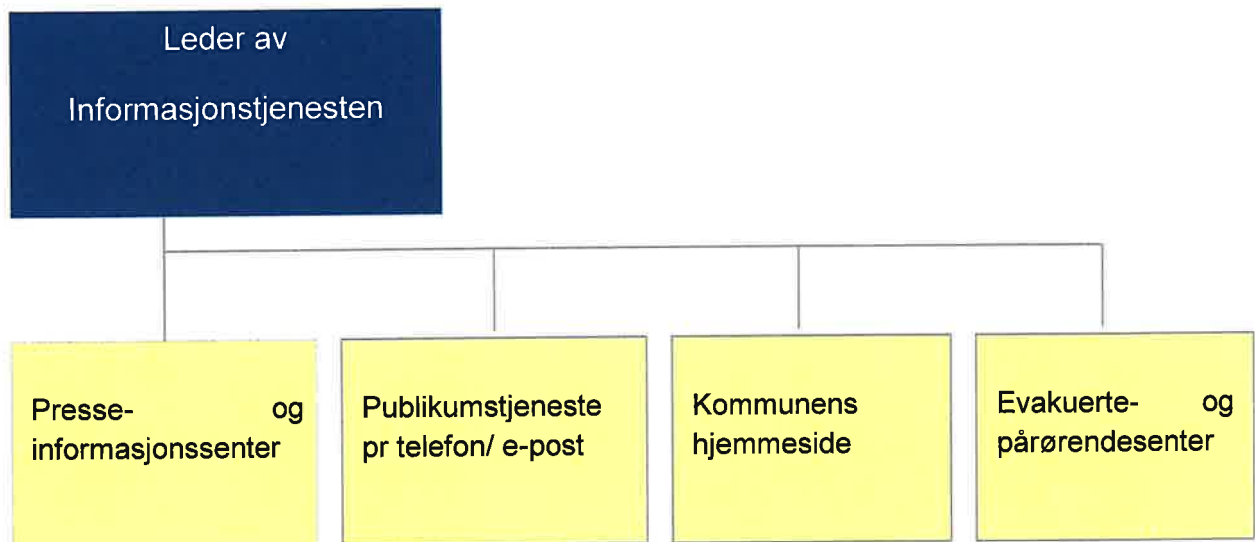 Leder av
Informasjonstjenesten
Presse- og
informasjonssenter
Publikumstjeneste
pr telefon/ e-post
Kommunens
hjemmeside
Evakuerte- og
pårørendesenter